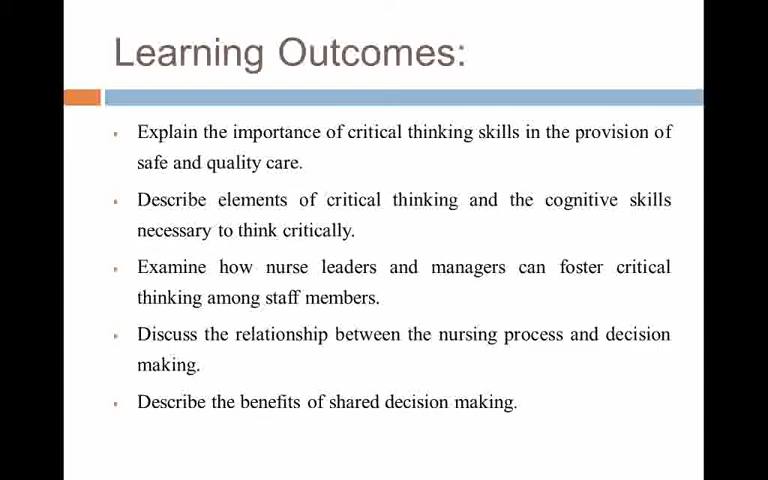 Learning Outcomes:
Explain the importance of critical thinking skills in the provision of
safe and quality care.
Describe elements of critical thinking and the cognitive skills
necessary to think critically.
Examine how nurse leaders and managers can foster critical
thinking among staff members.
Discuss the relationship between the nursing process and decision
making.
Describe the benefits of shared decision making.